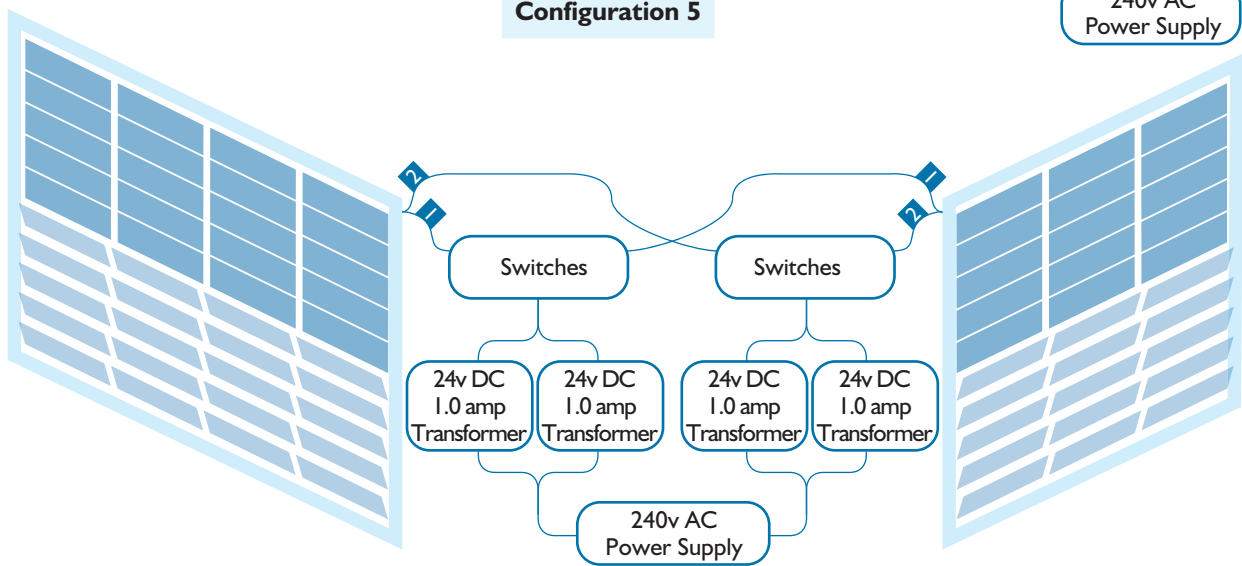 Configuration 5
240v AC
Power Supply
2
1
1
2
Switches
Switches
24v DC
1.0 amp
Transformer
24v DC
1.0 amp
Transformer
24v DC
1.0 amp
Transformer
24v DC
1.0 amp
Transformer
240v AC
Power Supply